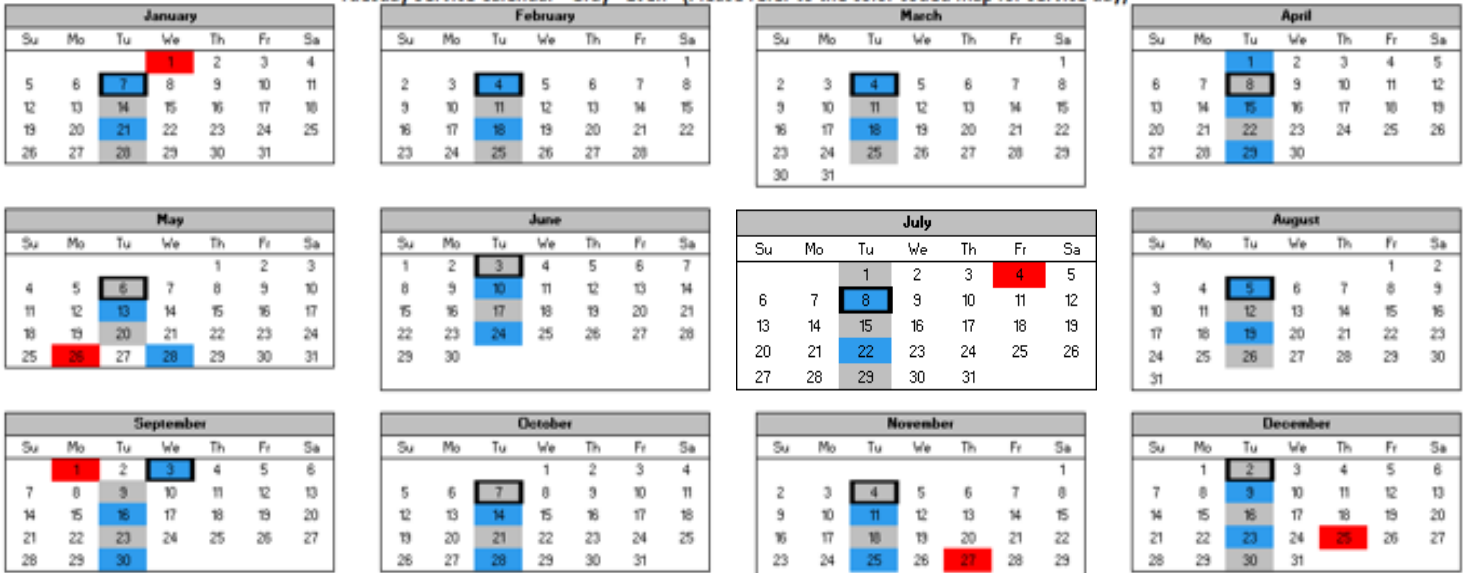 Tuesday Service Calendar - Gray "Even" (Please refer to the color coded map for service day)
January
Su Mo Tu We Th Fr Sa
1 2 3 4
5 6 7 8 9 10 11
12 13 14 15 16 17 18
19 20 21 22 23 24 25
26 27 28 29 30 31
February
Su Mo Tu We Th Fr Sa
1
2 3 4 5 6 7 8
9 10 11 12 13 14 15
16 17 18 19 20 21 22
23 24 25 26 27 28
March
Su Mo Tu We Th Fr Sa
1
2 3 4 5 6 7 8
9 10 11 12 13 14 15
16 17 18 19 20 21 22
23 24 25 26 27 28 29
30 31
April
Su Mo Tu We Th Fr Sa
1 2 3 4 5
6 7 8 9 10 11 12
13 14 15 16 17 18 19
20 21 22 23 24 25 26
27 28 29 30
May
Su Mo Tu We Th Fr Sa
1 2 3
4 5 6 7 8 9 10
11 12 13 14 15 16 17
18 19 20 21 22 23 24
25 26 27 28 29 30 31
June
Su Mo Tu We Th Fr Sa
1 2 3 4 5 6 7
8 9 10 11 12 13 14
15 16 17 18 19 20 21
22 23 24 25 26 27 28
29 30
July
Su Mo Tu We Th Fr Sa
1 2 3 4 5
6 7 8 9 10 11 12
13 14 15 16 17 18 19
20 21 22 23 24 25 26
27 28 29 30 31
August
Su Mo Tu We Th Fr Sa
1 2
3 4 5 6 7 8 9
10 11 12 13 14 15 16
17 18 19 20 21 22 23
24 25 26 27 28 29 30
31
September
Su Mo Tu We Th Fr Sa
1 2 3 4 5 6
7 8 9 10 11 12 13
14 15 16 17 18 19 20
21 22 23 24 25 26 27
28 29 30
October
Su Mo Tu We Th Fr Sa
1 2 3 4
5 6 7 8 9 10 11
12 13 14 15 16 17 18
19 20 21 22 23 24 25
26 27 28 29 30 31
November
Su Mo Tu We Th Fr Sa
1
2 3 4 5 6 7 8
9 10 11 12 13 14 15
16 17 18 19 20 21 22
23 24 25 26 27 28 29
December
Su Mo Tu We Th Fr Sa
1 2 3 4 5 6
7 8 9 10 11 12 13
14 15 16 17 18 19 20
21 22 23 24 25 26 27
28 29 30 31